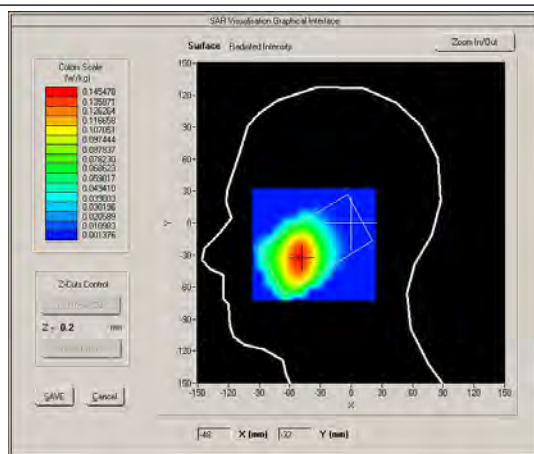 SAR Visualisation Graphical Interface
Surface Radiated Intensity
Zoom In/Out
Colors Scale
(W/kg)
0.145478
0.135871
0.126264
0.116658
0.107051
0.097444
0.087837
0.078230
0.068623
0.059017
0.049410
0.039803
0.030196
0.020589
0.010983
0.001376
150
120
90
60
30
0
-30
-60
-90
-120
-150
Y
-150 -120 -90 -60 -30 0 30 60 90 120 150
X
Z-Cuts Control
Z = 0.2 mm
SAVE Cancel
-48 X (mm) -32 Y (mm)